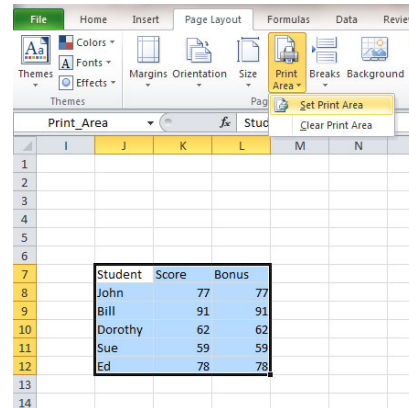 File Home Insert Page Layout Formulas Data
Colors
Fonts
Effects
Themes Margins Orientation Size Print Area Breaks Background
Themes
Set Print Area
Clear Print Area
Print_Area fx
I J K L M N
1
2
3
4
5
6
7 Student Score Bonus
8 John 77 77
9 Bill 91 91
10 Dorothy 62 62
11 Sue 59 59
12 Ed 78 78
13
14